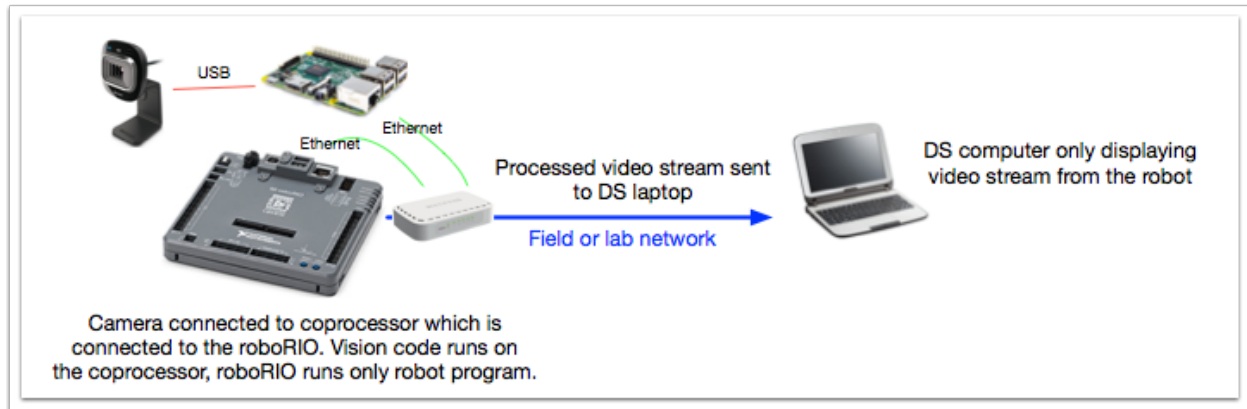 USB
Ethernet
Ethernet
Processed video stream sent
to DS laptop
Field or lab network
DS computer only displaying
video stream from the robot
Camera connected to coprocessor which is
connected to the roboRIO. Vision code runs on
the coprocessor, roboRIO runs only robot program.